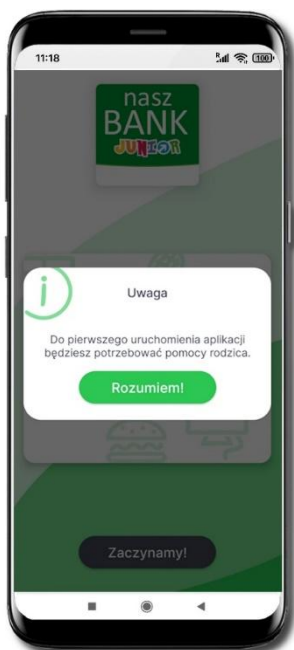 11:18
R
100
nasz
BANK
JUNIOR
Uwaga
Do pierwszego uruchomienia aplikacji
będziesz potrzebować pomocy rodzica.
Rozumiem!
Zaczynamy!